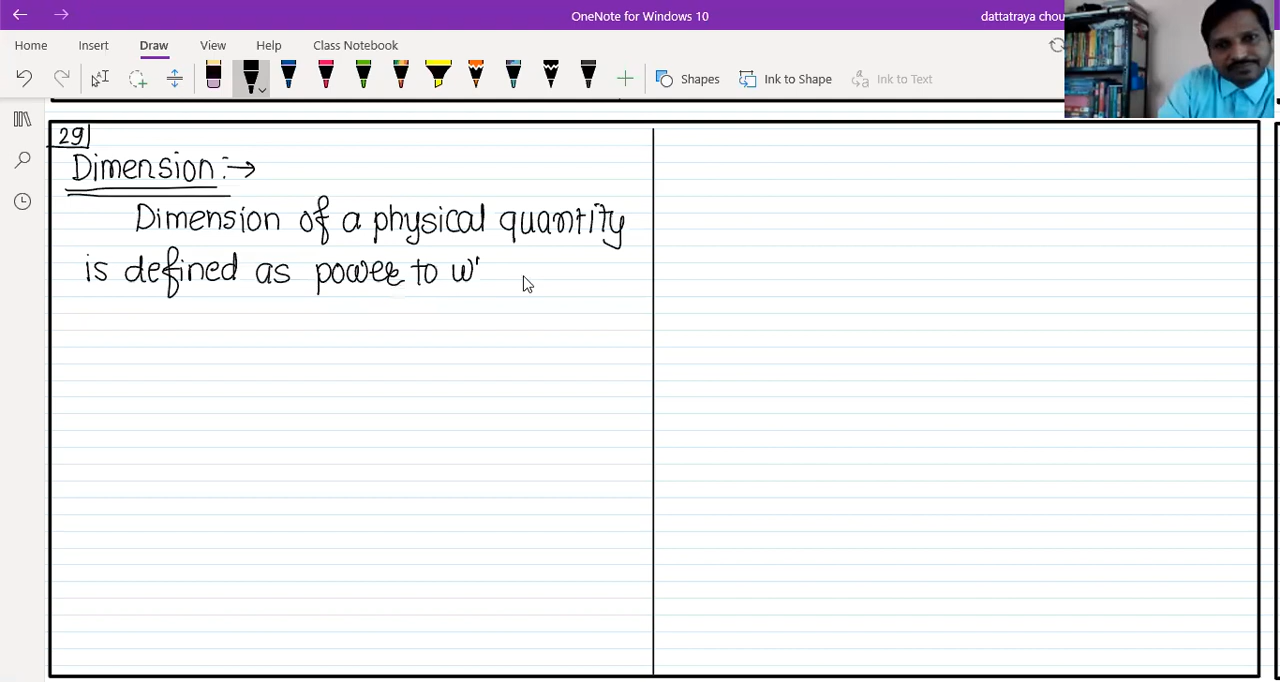 OneNote for Windows 10
dattatraya chou
Home Insert Draw View Help Class Notebook
Shapes Ink to Shape Ink to Text
29
Dimension :→
Dimension of a physical quantity
is defined as power to w